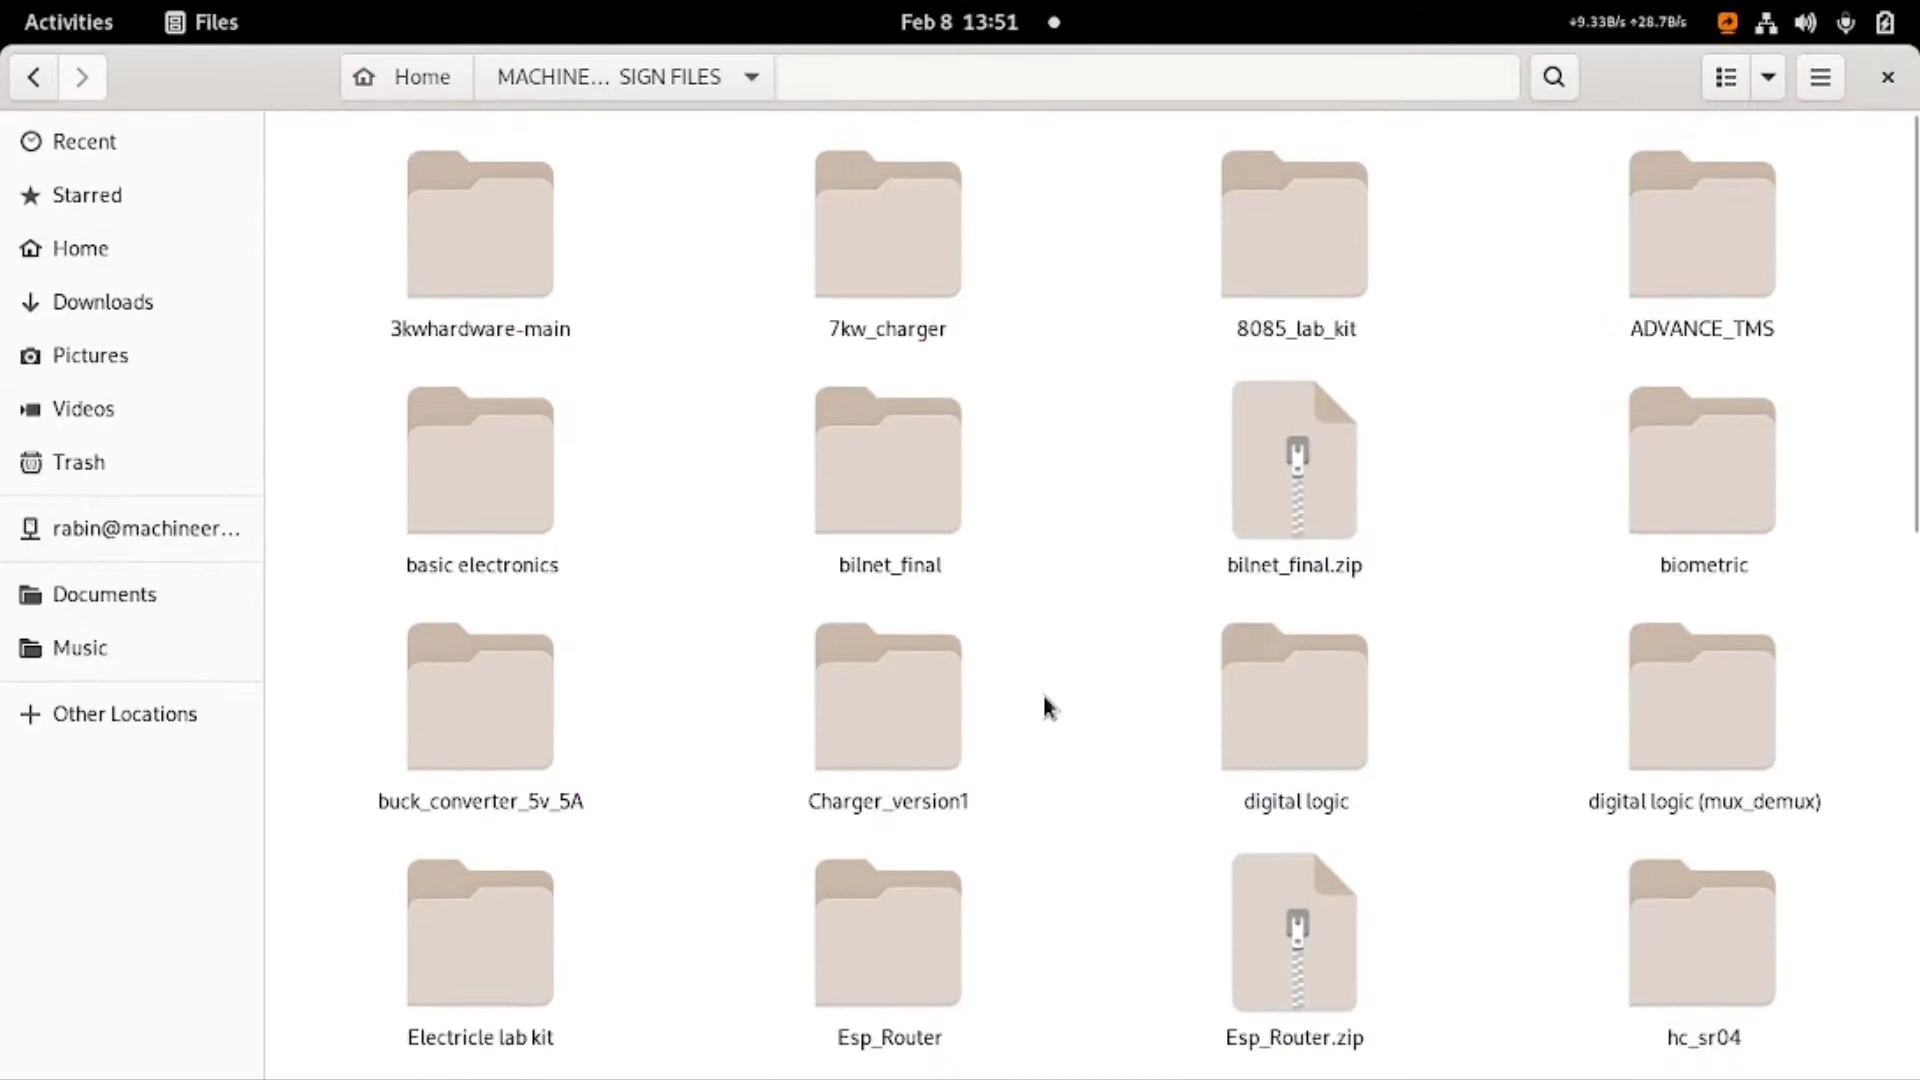 Activities Files Feb 8 13:51 +9.33B/s +28.7B/s
Home MACHINE... SIGN FILES
Recent
Starred
Home
Downloads
Pictures
Videos
Trash
rabin@machineer...
Documents
Music
Other Locations
3kwhardware-main 7kw_charger 8085_lab_kit ADVANCE_TMS
basic electronics bilnet_final bilnet_final.zip biometric
buck_converter_5v_5A Charger_version1 digital logic digital logic (mux_demux)
Electricle lab kit Esp_Router Esp_Router.zip hc_sr04